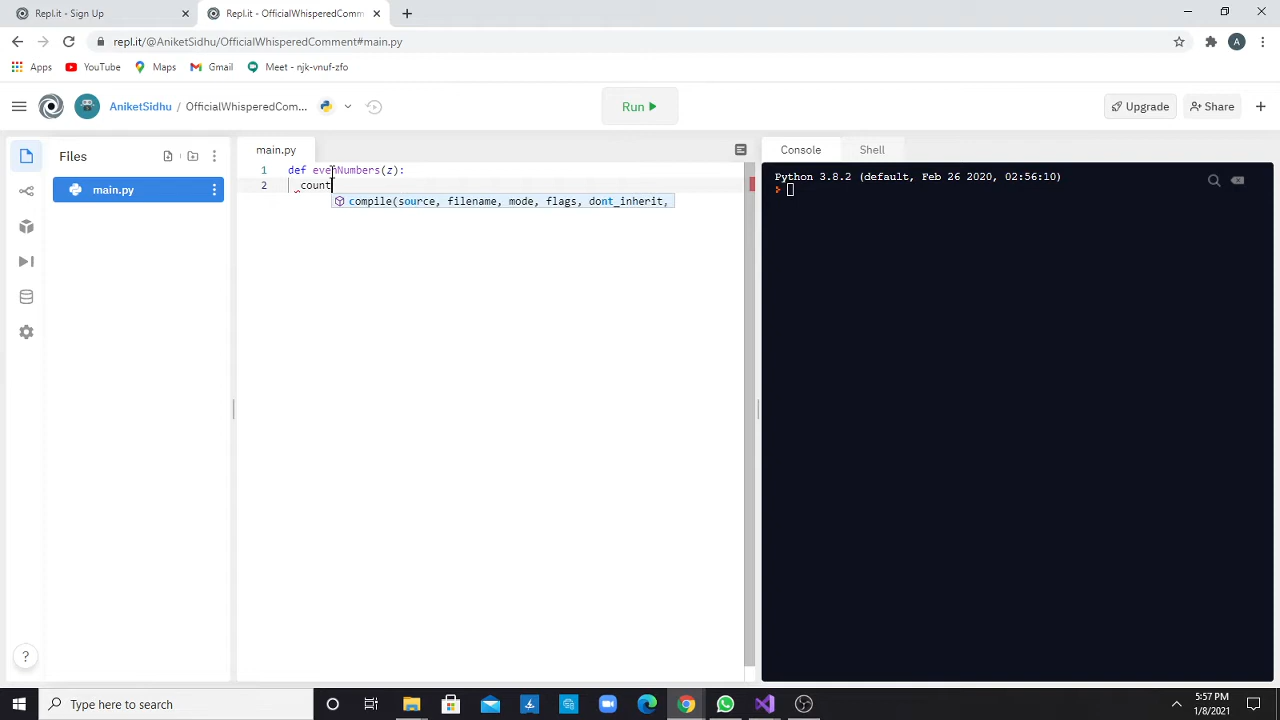 Repl.it - Sign Up
Repl.it - OfficialWhisperedComm
repl.it/@AniketSidhu/OfficialWhisperedComment#main.py
A
Apps YouTube Maps Gmail Meet - njk-vnuf-zfo
AniketSidhu / OfficialWhisperedCom...
Run
Upgrade
Share
Files
main.py
main.py
1 def evenNumbers(z):
2 count
compile(source, filename, mode, flags, dont_inherit,
Console Shell
Python 3.8.2 (default, Feb 26 2020, 02:56:10)
?
Type here to search
5:57 PM
1/8/2021